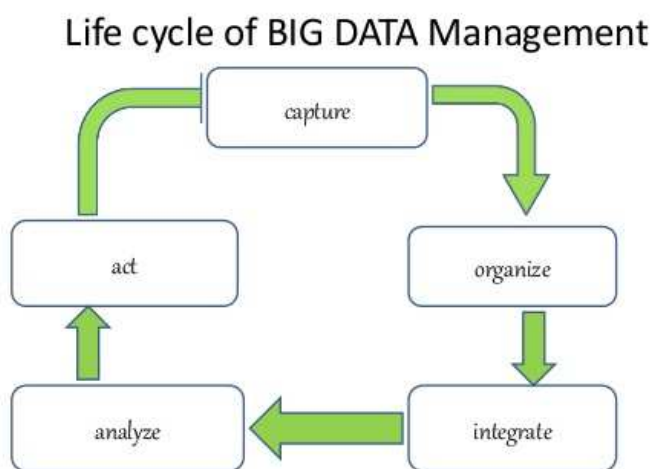 Life cycle of BIG DATA Management
capture
organize
integrate
analyze
act